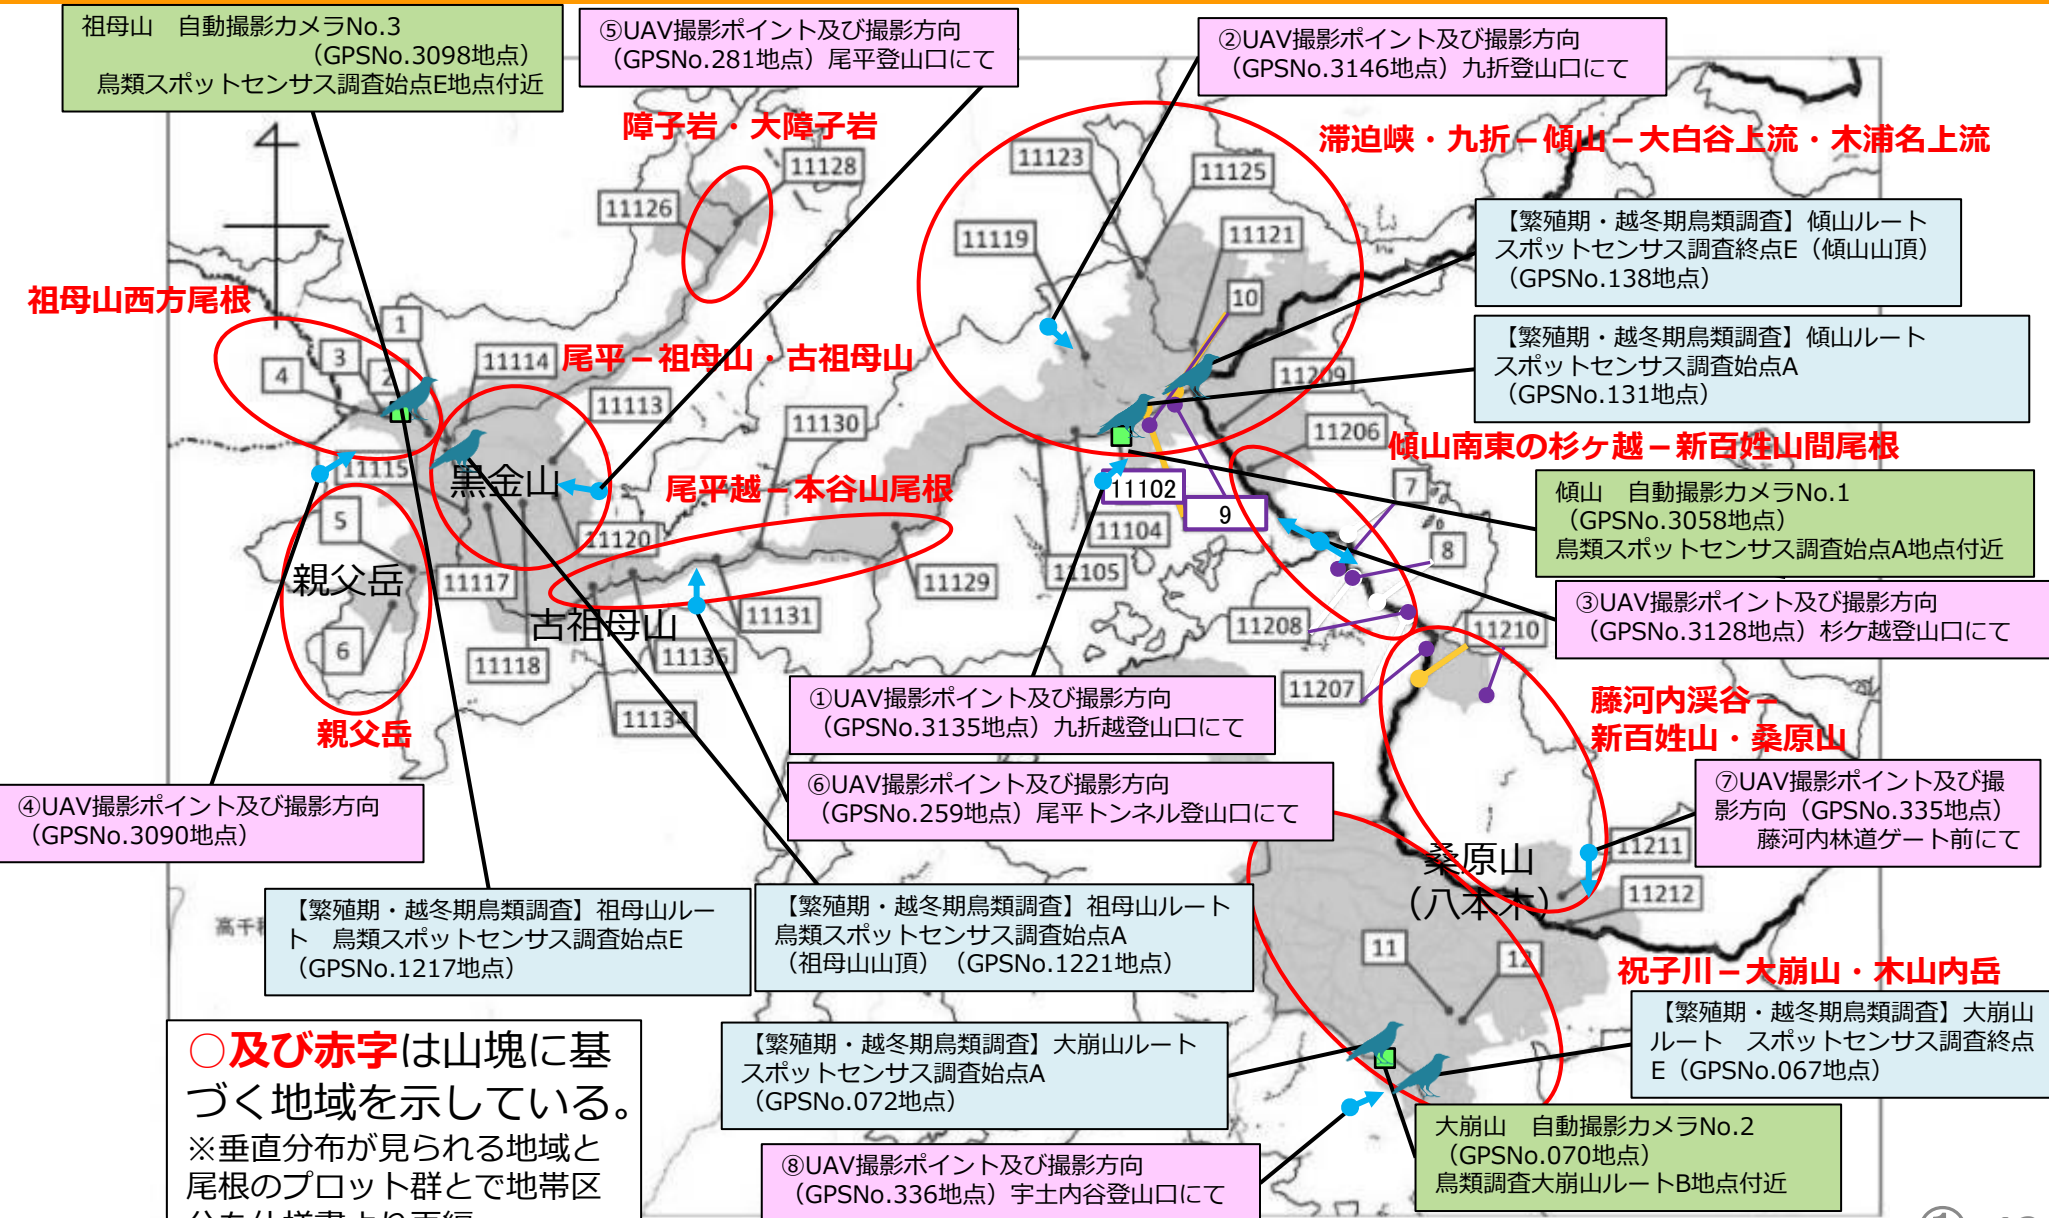 祖母山　自動撮影カメラNo.3
（GPSNo.3098地点）
鳥類スポットセンサス調査始点E地点付近
⑤UAV撮影ポイント及び撮影方向
（GPSNo.281地点）尾平登山口にて
②UAV撮影ポイント及び撮影方向
（GPSNo.3146地点）九折登山口にて
障子岩・大障子岩
滞迫峡・九折－傾山－大白谷上流・木浦名上流
11128
11126
11123
11125
11119
11121
10
【繁殖期・越冬期鳥類調査】傾山ルート
スポットセンサス調査終点E（傾山山頂）
（GPSNo.138地点）
祖母山西方尾根
1
3
2
4
11114
尾平－祖母山・古祖母山
11113
11130
11209
11206
【繁殖期・越冬期鳥類調査】傾山ルート
スポットセンサス調査始点A
（GPSNo.131地点）
傾山南東の杉ヶ越－新百姓山間尾根
11115
黒金山
尾平越－本谷山尾根
11102
9
7
8
傾山　自動撮影カメラNo.1
（GPSNo.3058地点）
鳥類スポットセンサス調査始点A地点付近
5
親父岳
6
11120
11104
11105
11129
11117
古祖母山
11131
11118
11136
11134
11208
11210
11207
③UAV撮影ポイント及び撮影方向
（GPSNo.3128地点）杉ケ越登山口にて
親父岳
①UAV撮影ポイント及び撮影方向
（GPSNo.3135地点）九折越登山口にて
藤河内渓谷－
新百姓山・桑原山
④UAV撮影ポイント及び撮影方向
（GPSNo.3090地点）
⑥UAV撮影ポイント及び撮影方向
（GPSNo.259地点）尾平トンネル登山口にて
⑦UAV撮影ポイント及び撮
影方向（GPSNo.335地点）
藤河内林道ゲート前にて
桑原山
（八本木）
11211
11212
高千
【繁殖期・越冬期鳥類調査】祖母山ルー
ト　鳥類スポットセンサス調査始点E
（GPSNo.1217地点）
【繁殖期・越冬期鳥類調査】祖母山ルート
鳥類スポットセンサス調査始点A
（祖母山山頂）（GPSNo.1221地点）
11
12
祝子川－大崩山・木山内岳
【繁殖期・越冬期鳥類調査】大崩山
ルート　スポットセンサス調査終点
E（GPSNo.067地点）
【繁殖期・越冬期鳥類調査】大崩山ルート
スポットセンサス調査始点A
（GPSNo.072地点）
○及び赤字は山塊に基
づく地域を示している。
※垂直分布が見られる地域と
尾根のプロット群とで地帯区
大崩山　自動撮影カメラNo.2
（GPSNo.070地点）
鳥類調査大崩山ルートB地点付近
⑧UAV撮影ポイント及び撮影方向
（GPSNo.336地点）宇土内谷登山口にて